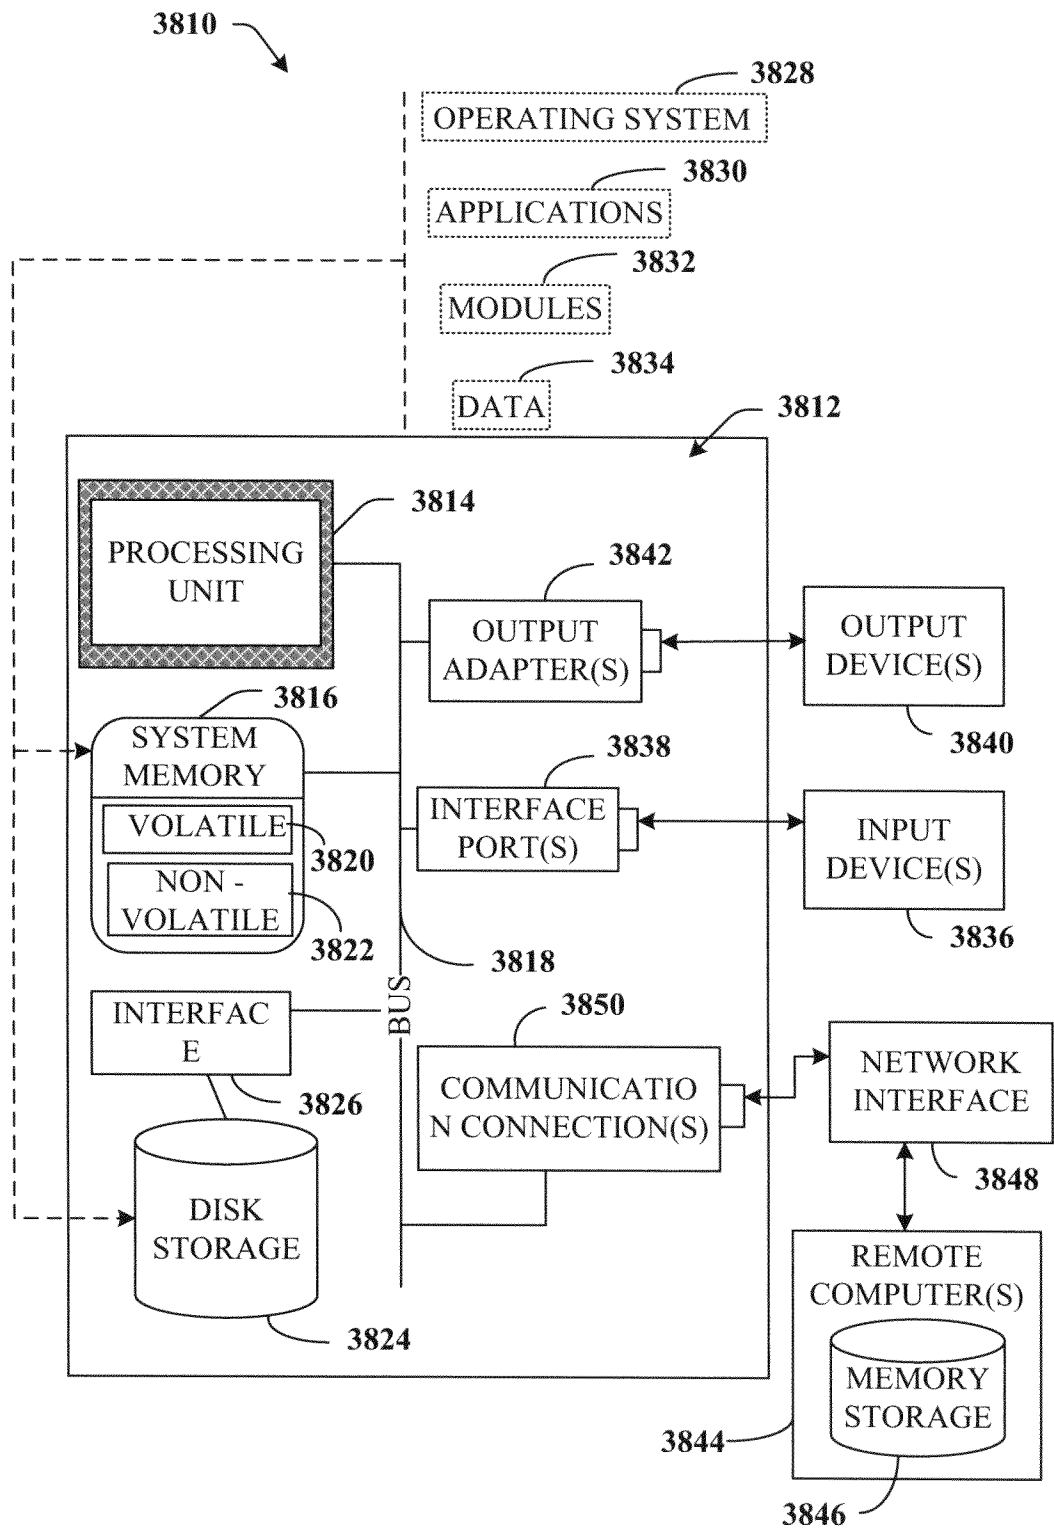 3810
3828
OPERATING SYSTEM
3830
APPLICATIONS
3832
MODULES
3834
DATA
3812
3814
PROCESSING
UNIT
3842
OUTPUT
ADAPTER(S)
OUTPUT
DEVICE(S)
3840
3816
SYSTEM
MEMORY
VOLATILE
3820
NON -
VOLATILE
3822
3838
INTERFACE
PORT(S)
INPUT
DEVICE(S)
3836
3818
BUS
INTERFAC
E
3826
3850
COMMUNICATIO
N CONNECTION(S)
NETWORK
INTERFACE
3848
DISK
STORAGE
3824
REMOTE
COMPUTER(S)
MEMORY
STORAGE
3844
3846